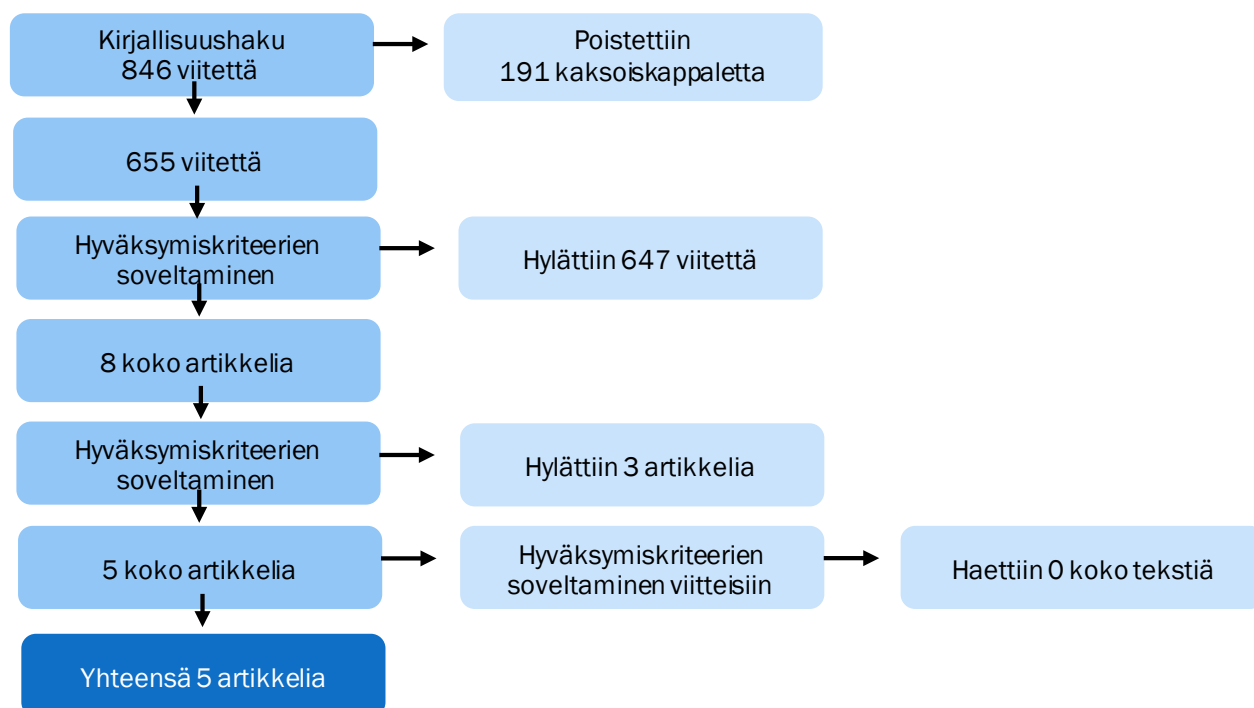 Kirjallisuushaku
846 viitettä
Poistettiin
191 kaksoiskappaletta
655 viitettä
Hyväksymiskriteerien
soveltaminen
Hylättiin 647 viitettä
8 koko artikkelia
Hyväksymiskriteerien
soveltaminen
Hylättiin 3 artikkelia
5 koko artikkelia
Hyväksymiskriteerien
soveltaminen viitteisiin
Haettiin 0 koko tekstiä
Yhteensä 5 artikkelia